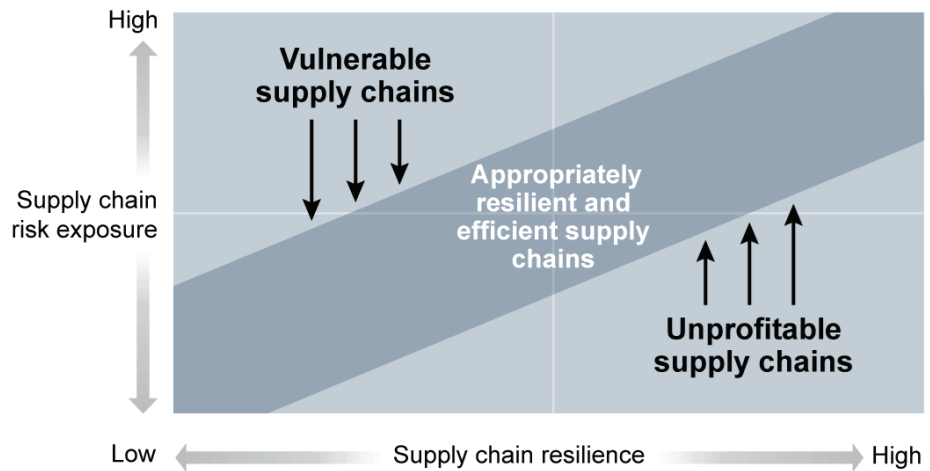 High
Vulnerable
supply chains
Supply chain
risk exposure
Appropriately
resilient and
efficient supply
chains
Unprofitable
supply chains
Low
Supply chain resilience
High